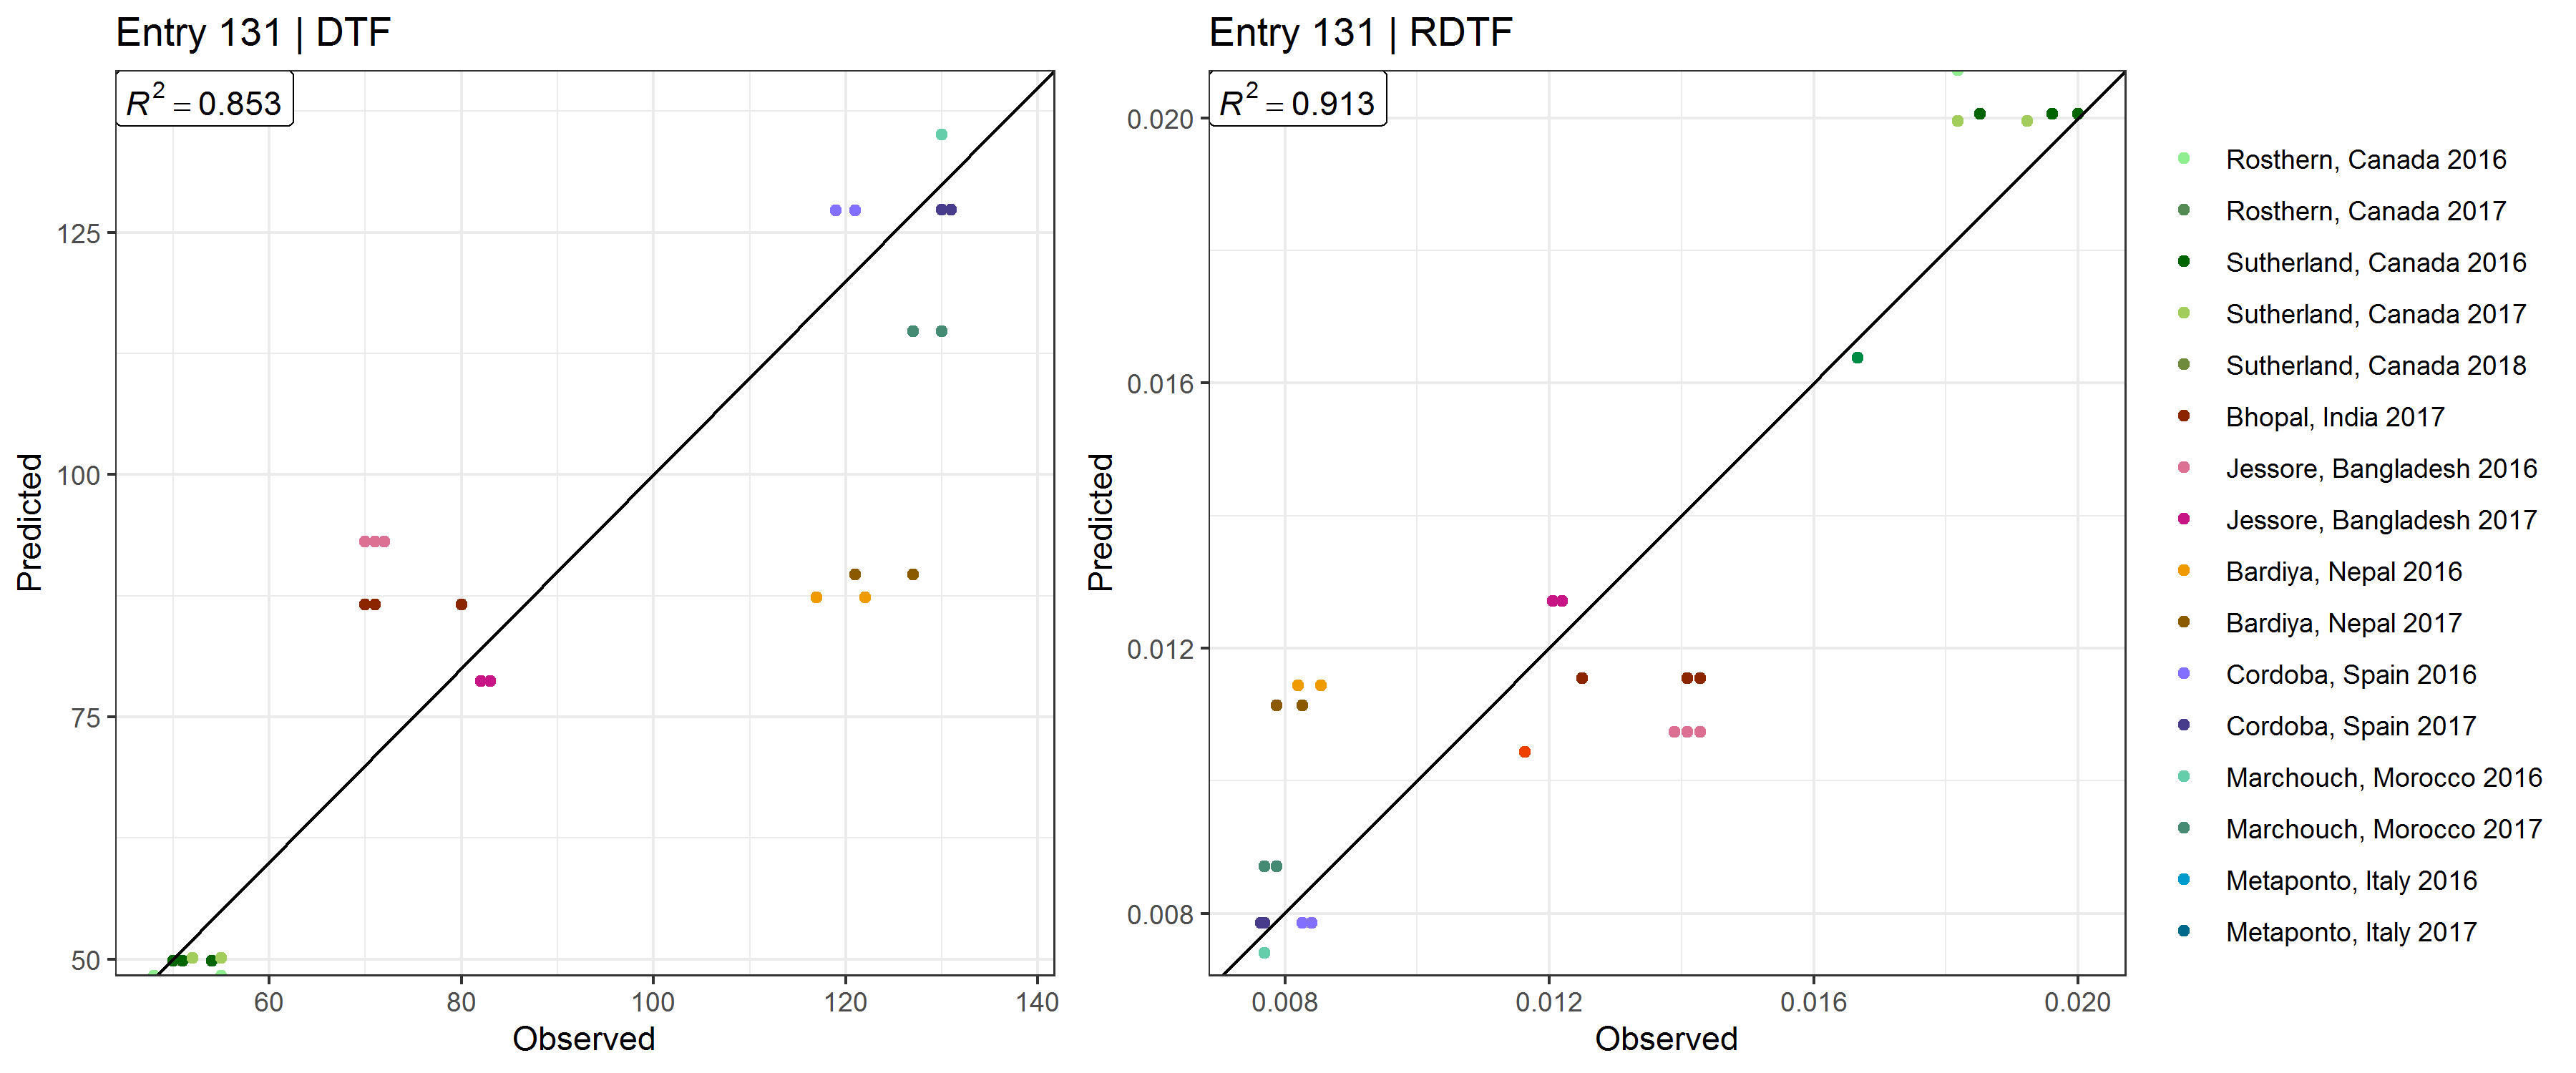 Entry 131 | DTF
R² = 0.853
125
100
75
50
Predicted
60 80 100 120 140
Observed
Entry 131 | RDTF
R² = 0.913
0.020
0.016
0.012
0.008
Predicted
0.008 0.012 0.016 0.020
Observed
Rosthern, Canada 2016
Rosthern, Canada 2017
Sutherland, Canada 2016
Sutherland, Canada 2017
Sutherland, Canada 2018
Bhopal, India 2017
Jessore, Bangladesh 2016
Jessore, Bangladesh 2017
Bardiya, Nepal 2016
Bardiya, Nepal 2017
Cordoba, Spain 2016
Cordoba, Spain 2017
Marchouch, Morocco 2016
Marchouch, Morocco 2017
Metaponto, Italy 2016
Metaponto, Italy 2017